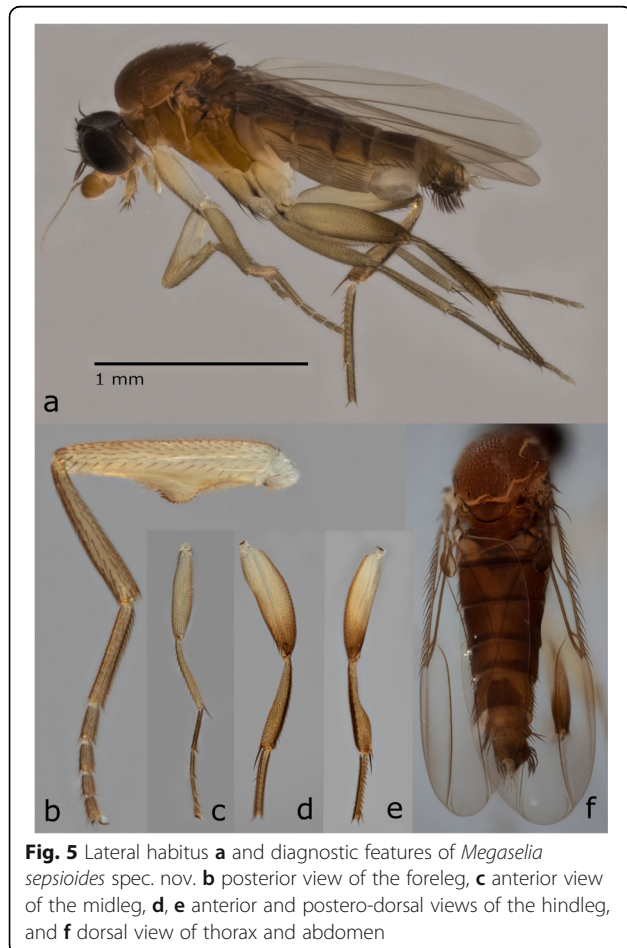 1 mm
a
b
c
d
e
f
Fig. 5 Lateral habitus a and diagnostic features of Megaselia
sepsioides spec. nov. b posterior view of the foreleg, c anterior view
of the midleg, d, e anterior and postero-dorsal views of the hindleg,
and f dorsal view of thorax and abdomen